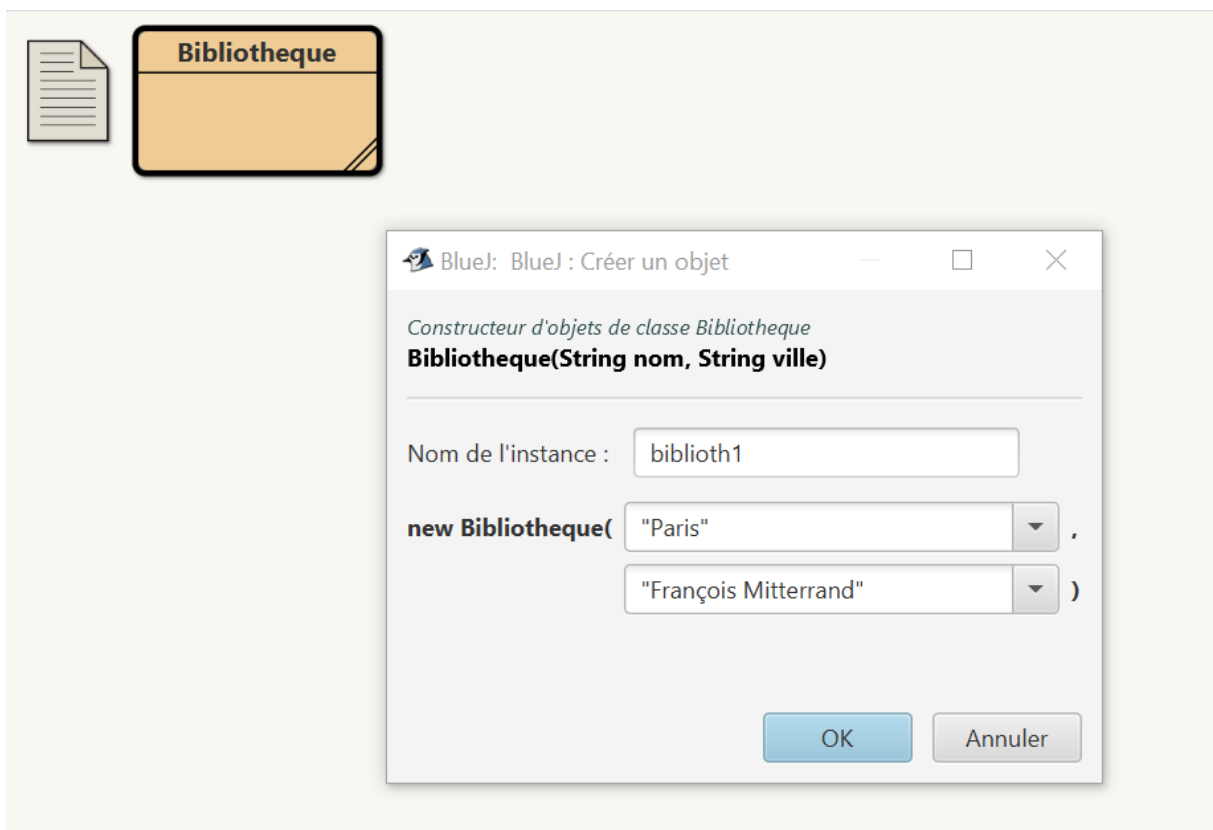 Bibliotheque
BlueJ: BlueJ : Créer un objet
Constructeur d'objets de classe Bibliotheque
Bibliotheque(String nom, String ville)
Nom de l'instance : biblioth1
new Bibliotheque( "Paris" ,
"François Mitterrand" )
OK Annuler